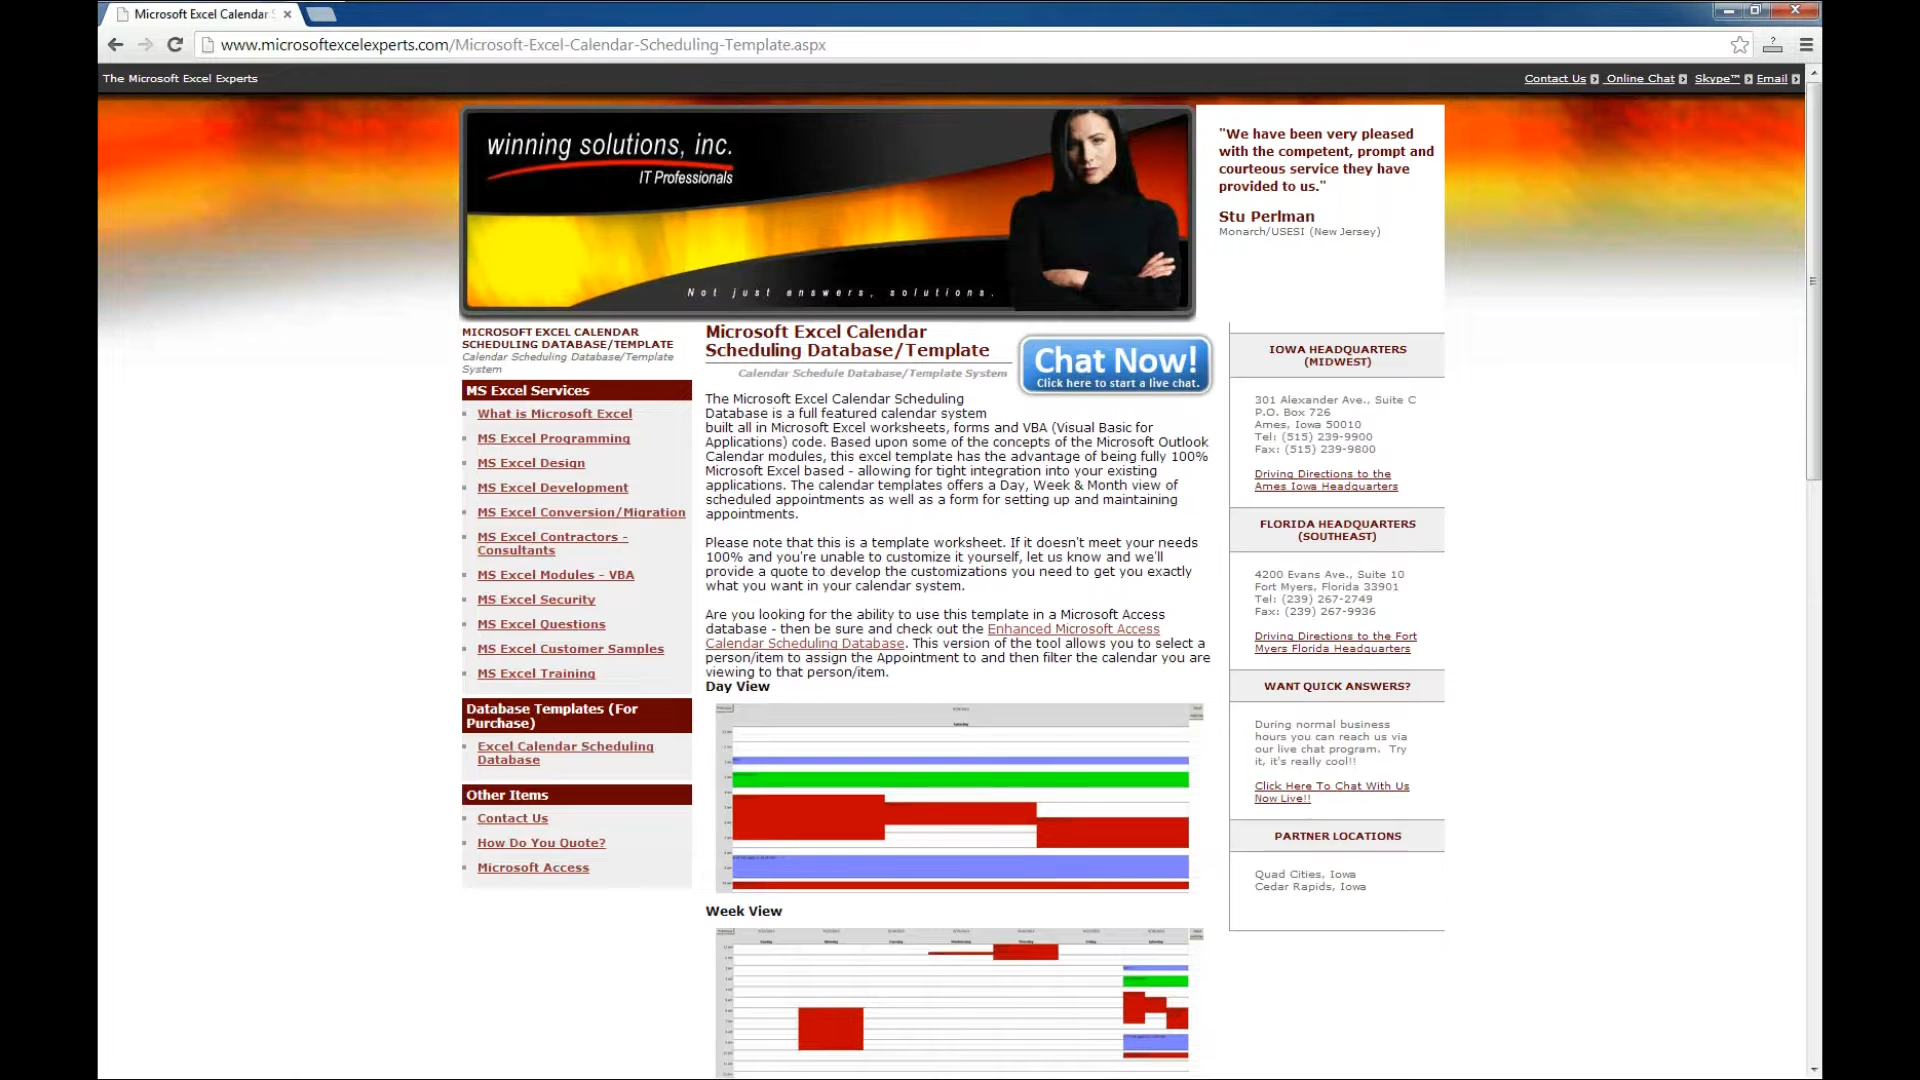 Microsoft Excel Calendar S
www.microsoftexcelexperts.com/Microsoft-Excel-Calendar-Scheduling-Template.aspx
The Microsoft Excel Experts
Contact Us Online Chat Skype™ Email
winning solutions, inc.
IT Professionals
Not just answers, solutions.
"We have been very pleased
with the competent, prompt and
courteous service they have
provided to us."
Stu Perlman
Monarch/USESI (New Jersey)
MICROSOFT EXCEL CALENDAR
SCHEDULING DATABASE/TEMPLATE
Calendar Scheduling Database/Template
System
MS Excel Services
What is Microsoft Excel
MS Excel Programming
MS Excel Design
MS Excel Development
MS Excel Conversion/Migration
MS Excel Contractors -
Consultants
MS Excel Modules - VBA
MS Excel Security
MS Excel Questions
MS Excel Customer Samples
MS Excel Training
Database Templates (For
Purchase)
Excel Calendar Scheduling
Database
Other Items
Contact Us
How Do You Quote?
Microsoft Access
Microsoft Excel Calendar
Scheduling Database/Template
Calendar Schedule Database/Template System
Chat Now!
Click here to start a live chat.
The Microsoft Excel Calendar Scheduling
Database is a full featured calendar system
built all in Microsoft Excel worksheets, forms and VBA (Visual Basic for
Applications) code. Based upon some of the concepts of the Microsoft Outlook
Calendar modules, this excel template has the advantage of being fully 100%
Microsoft Excel based - allowing for tight integration into your existing
applications. The calendar templates offers a Day, Week & Month view of
scheduled appointments as well as a form for setting up and maintaining
appointments.
Please note that this is a template worksheet. If it doesn't meet your needs
100% and you're unable to customize it yourself, let us know and we'll
provide a quote to develop the customizations you need to get you exactly
what you want in your calendar system.
Are you looking for the ability to use this template in a Microsoft Access
database - then be sure and check out the Enhanced Microsoft Access
Calendar Scheduling Database. This version of the tool allows you to select a
person/item to assign the Appointment to and then filter the calendar you are
viewing to that person/item.
Day View
Saturday
Week View
Sunday Monday Tuesday Wednesday Thursday Friday Saturday
IOWA HEADQUARTERS
(MIDWEST)
301 Alexander Ave., Suite C
P.O. Box 726
Ames, Iowa 50010
Tel: (515) 239-9900
Fax: (515) 239-9800
Driving Directions to the
Ames Iowa Headquarters
FLORIDA HEADQUARTERS
(SOUTHEAST)
4200 Evans Ave., Suite 10
Fort Myers, Florida 33901
Tel: (239) 267-2749
Fax: (239) 267-9936
Driving Directions to the Fort
Myers Florida Headquarters
WANT QUICK ANSWERS?
During normal business
hours you can reach us via
our live chat program. Try
it, it's really cool!!
Click Here To Chat With Us
Now Live!!
PARTNER LOCATIONS
Quad Cities, Iowa
Cedar Rapids, Iowa